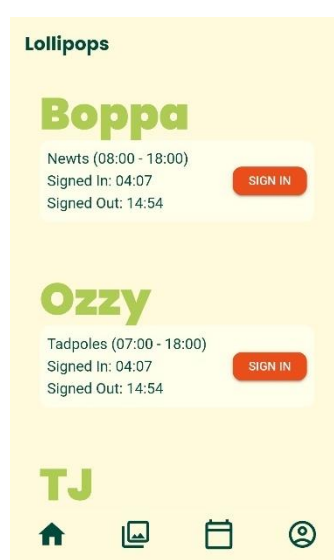 Lollipops
Boppa
Newts (08:00 - 18:00)
Signed In: 04:07
SIGN IN
Signed Out: 14:54
Ozzy
Tadpoles (07:00 - 18:00)
Signed In: 04:07
SIGN IN
Signed Out: 14:54
TJ